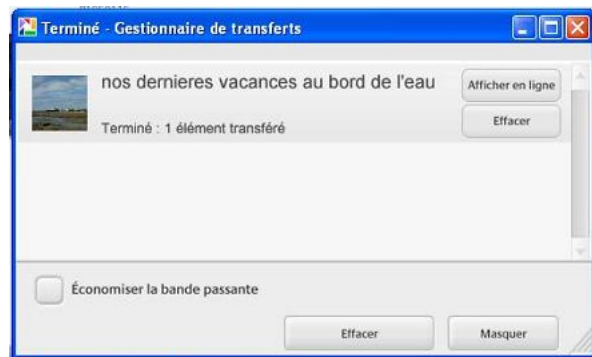 Terminé - Gestionnaire de transferts
nos dernieres vacances au bord de l'eau
Afficher en ligne
Terminé : 1 élément transféré
Effacer
Économiser la bande passante
Effacer
Masquer